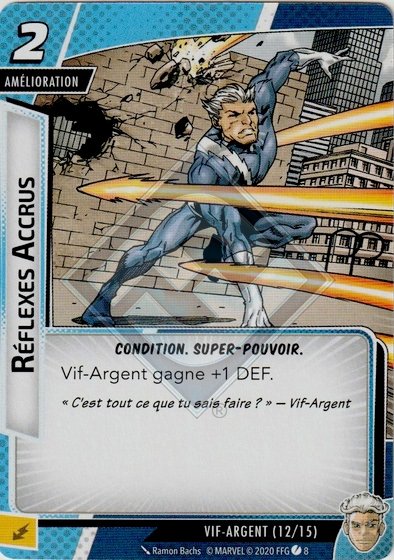 2
AMÉLIORATION
RÉFLEXES ACCRUS
CONDITION. SUPER-POUVOIR.
Vif-Argent gagne +1 DEF.
« C'est tout ce que tu sais faire ? » – Vif-Argent
VIF-ARGENT (12/15)
Ramon Bachs © MARVEL © 2020 FFG 8